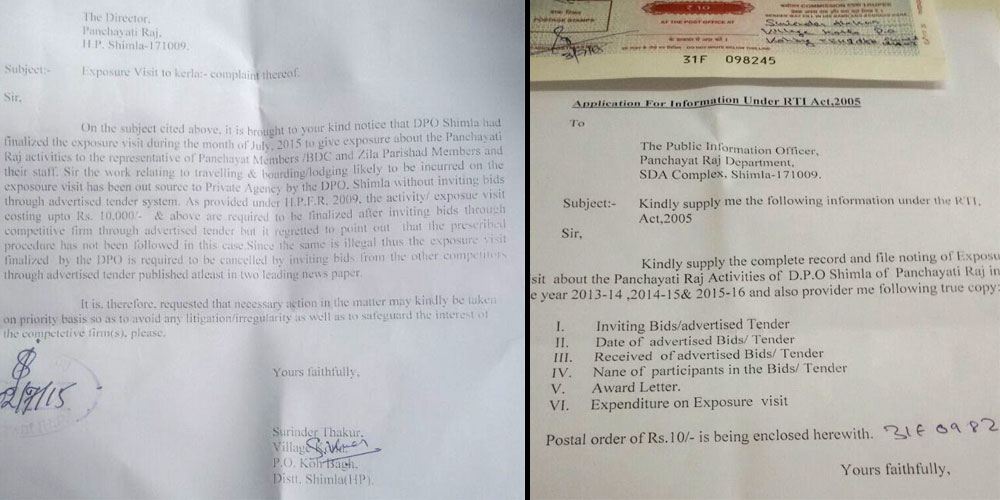 The Director,
Panchayati Raj.
H.P. Shimla-171009.
Subject:- Exposure Visit to kerla:- complaint thereof.
Sir,
On the subject cited above, it is brought to your kind notice that DPO Shimla had
finalized the exposure visit during the month of July, 2015 to give exposure about the Panchayati
Raj activities to the representative of Panchayat Members /BDC and Zila Parishad Members and
their staff. Sir the work relating to travelling & boarding/lodging likely to be incurred on the
exposoure visit has been out source to Private Agency by the DPO, Shimla without inviting bids
through advertised tender system. As provided under H.P.F.R. 2009, the activity/ exposue visit
costing upto Rs. 10,000/- & above are required to be finalized after inviting bids through
competitive firm through advertised tender but it regretted to point out that the prescribed
procedure has not been followed in this case.Since the same is illegal thus the exposure visit
finalized by the DPO is required to be cancelled by inviting bids from the other competitors
through advertised tender published atleast in two leading news paper.
It is, therefore, requested that necessary action in the matter may kindly be taken
on priority basis so as to avoid any litigation/irregularity as well as to safeguard the interest of
the competetive firm(s), please.
2/7/15
Yours faithfully,
Surinder Thakur,
Village
P.O. Koh Bagh,
Distt. Shimla(HP).
POSTAGE STAMPS
₹ 10
AT THE POST OFFICE AT
31F 098245
Application For Information Under RTI Act,2005
To
The Public Information Officer,
Panchayat Raj Department,
SDA Complex. Shimla-171009.
Subject:- Kindly supply me the following information under the RTI,
Act,2005
Sir,
Kindly supply the complete record and file noting of Exposu
sit about the Panchayati Raj Activities of D.P.O Shimla of Panchayati Raj in
e year 2013-14 ,2014-15& 2015-16 and also provider me following true copy:
I. Inviting Bids/advertised Tender
II. Date of advertised Bids/ Tender
III. Received of advertised Bids/ Tender
IV. Nane of participants in the Bids/ Tender
V. Award Letter.
VI. Expenditure on Exposure visit
Postal order of Rs.10/- is being enclosed herewith. 31F 0982
Yours faithfully,